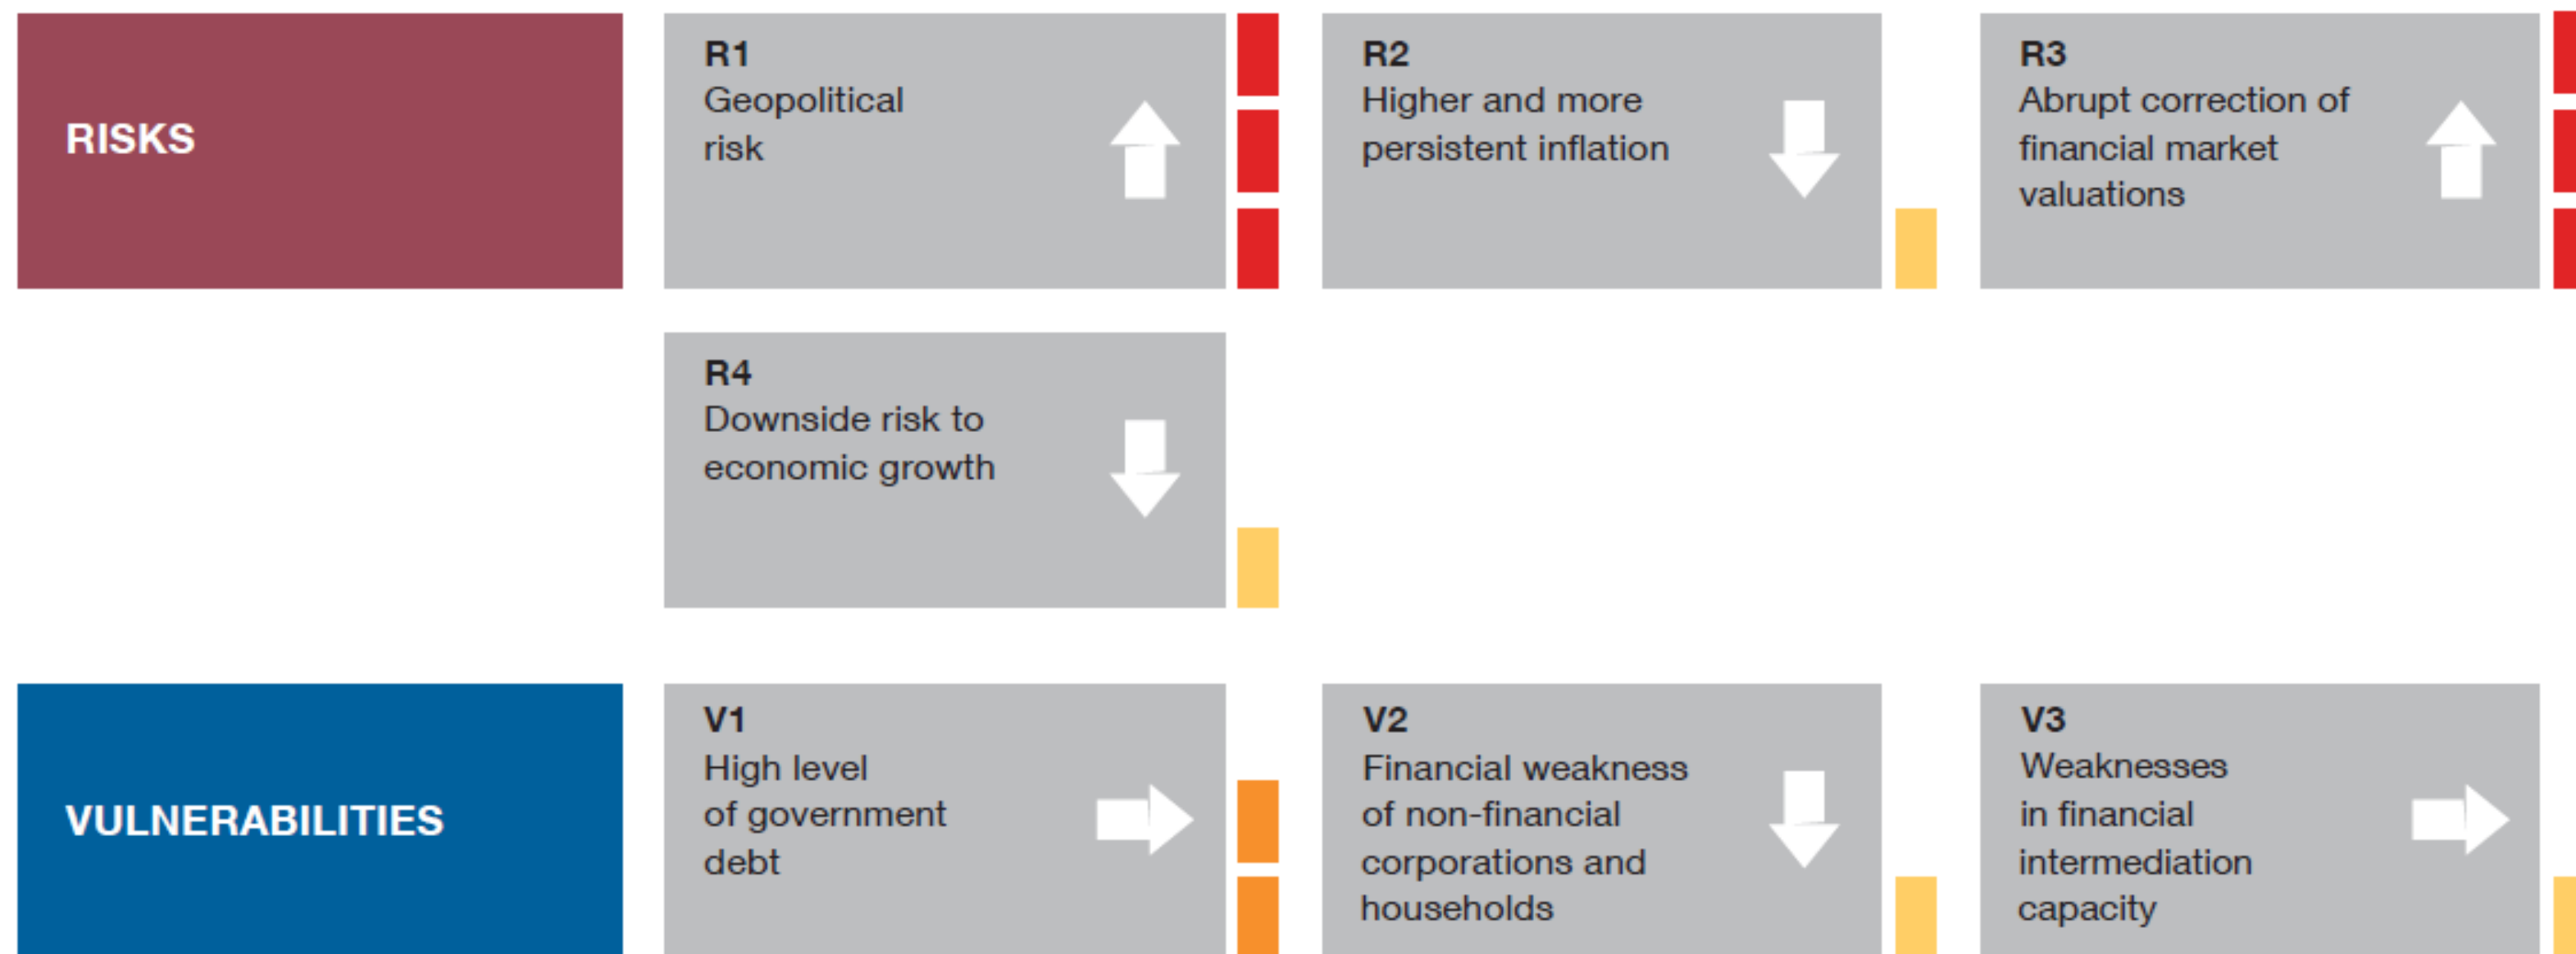 RISKS
R1
Geopolitical
risk
R2
Higher and more
persistent inflation
R3
Abrupt correction of
financial market
valuations
R4
Downside risk to
economic growth
VULNERABILITIES
V1
High level
of government
debt
V2
Financial weakness
of non-financial
corporations and
households
V3
Weaknesses
in financial
intermediation
capacity